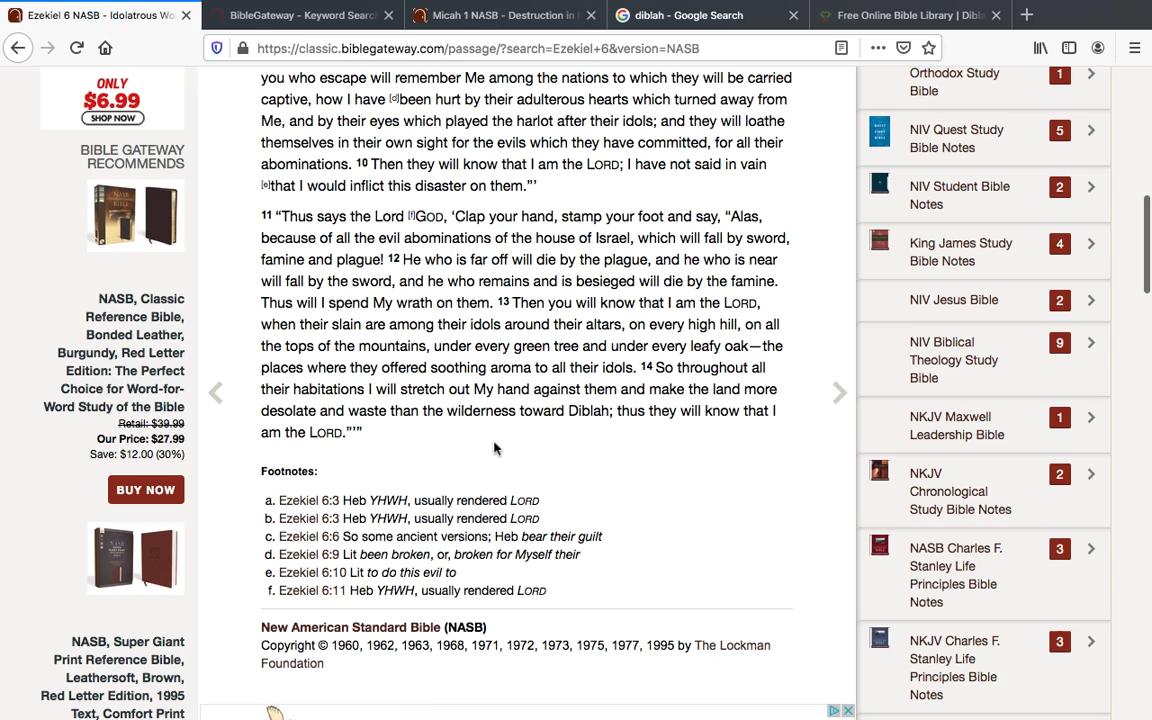 Ezekiel 6 NASB - Idolatrous Wo
BibleGateway - Keyword Search:
Micah 1 NASB - Destruction in I
diblah - Google Search
Free Online Bible Library | Dibla
https://classic.biblegateway.com/passage/?search=Ezekiel+6&version=NASB
ONLY
$6.99
SHOP NOW
BIBLE GATEWAY
RECOMMENDS
NASB, Classic
Reference Bible,
Bonded Leather,
Burgundy, Red Letter
Edition: The Perfect
Choice for Word-for-
Word Study of the Bible
Retail: $39.99
Our Price: $27.99
Save: $12.00 (30%)
BUY NOW
NASB, Super Giant
Print Reference Bible,
Leathersoft, Brown,
Red Letter Edition, 1995
Text, Comfort Print
you who escape will remember Me among the nations to which they will be carried
captive, how I have [d]been hurt by their adulterous hearts which turned away from
Me, and by their eyes which played the harlot after their idols; and they will loathe
themselves in their own sight for the evils which they have committed, for all their
abominations. 10 Then they will know that I am the LORD; I have not said in vain
[e]that I would inflict this disaster on them.”’
11 “Thus says the Lord [f]GOD, ‘Clap your hand, stamp your foot and say, “Alas,
because of all the evil abominations of the house of Israel, which will fall by sword,
famine and plague! 12 He who is far off will die by the plague, and he who is near
will fall by the sword, and he who remains and is besieged will die by the famine.
Thus will I spend My wrath on them. 13 Then you will know that I am the LORD,
when their slain are among their idols around their altars, on every high hill, on all
the tops of the mountains, under every green tree and under every leafy oak—the
places where they offered soothing aroma to all their idols. 14 So throughout all
their habitations I will stretch out My hand against them and make the land more
desolate and waste than the wilderness toward Diblah; thus they will know that I
am the LORD.”’”
Footnotes:
a. Ezekiel 6:3 Heb YHWH, usually rendered LORD
b. Ezekiel 6:3 Heb YHWH, usually rendered LORD
c. Ezekiel 6:6 So some ancient versions; Heb bear their guilt
d. Ezekiel 6:9 Lit been broken, or, broken for Myself their
e. Ezekiel 6:10 Lit to do this evil to
f. Ezekiel 6:11 Heb YHWH, usually rendered LORD
New American Standard Bible (NASB)
Copyright © 1960, 1962, 1963, 1968, 1971, 1972, 1973, 1975, 1977, 1995 by The Lockman
Foundation
Orthodox Study
Bible
1
NIV Quest Study
Bible Notes
5
NIV Student Bible
Notes
2
King James Study
Bible Notes
4
NIV Jesus Bible
2
NIV Biblical
Theology Study
Bible
9
NKJV Maxwell
Leadership Bible
1
NKJV
Chronological
Study Bible Notes
2
NASB Charles F.
Stanley Life
Principles Bible
Notes
3
NKJV Charles F.
Stanley Life
Principles Bible
Notes
3